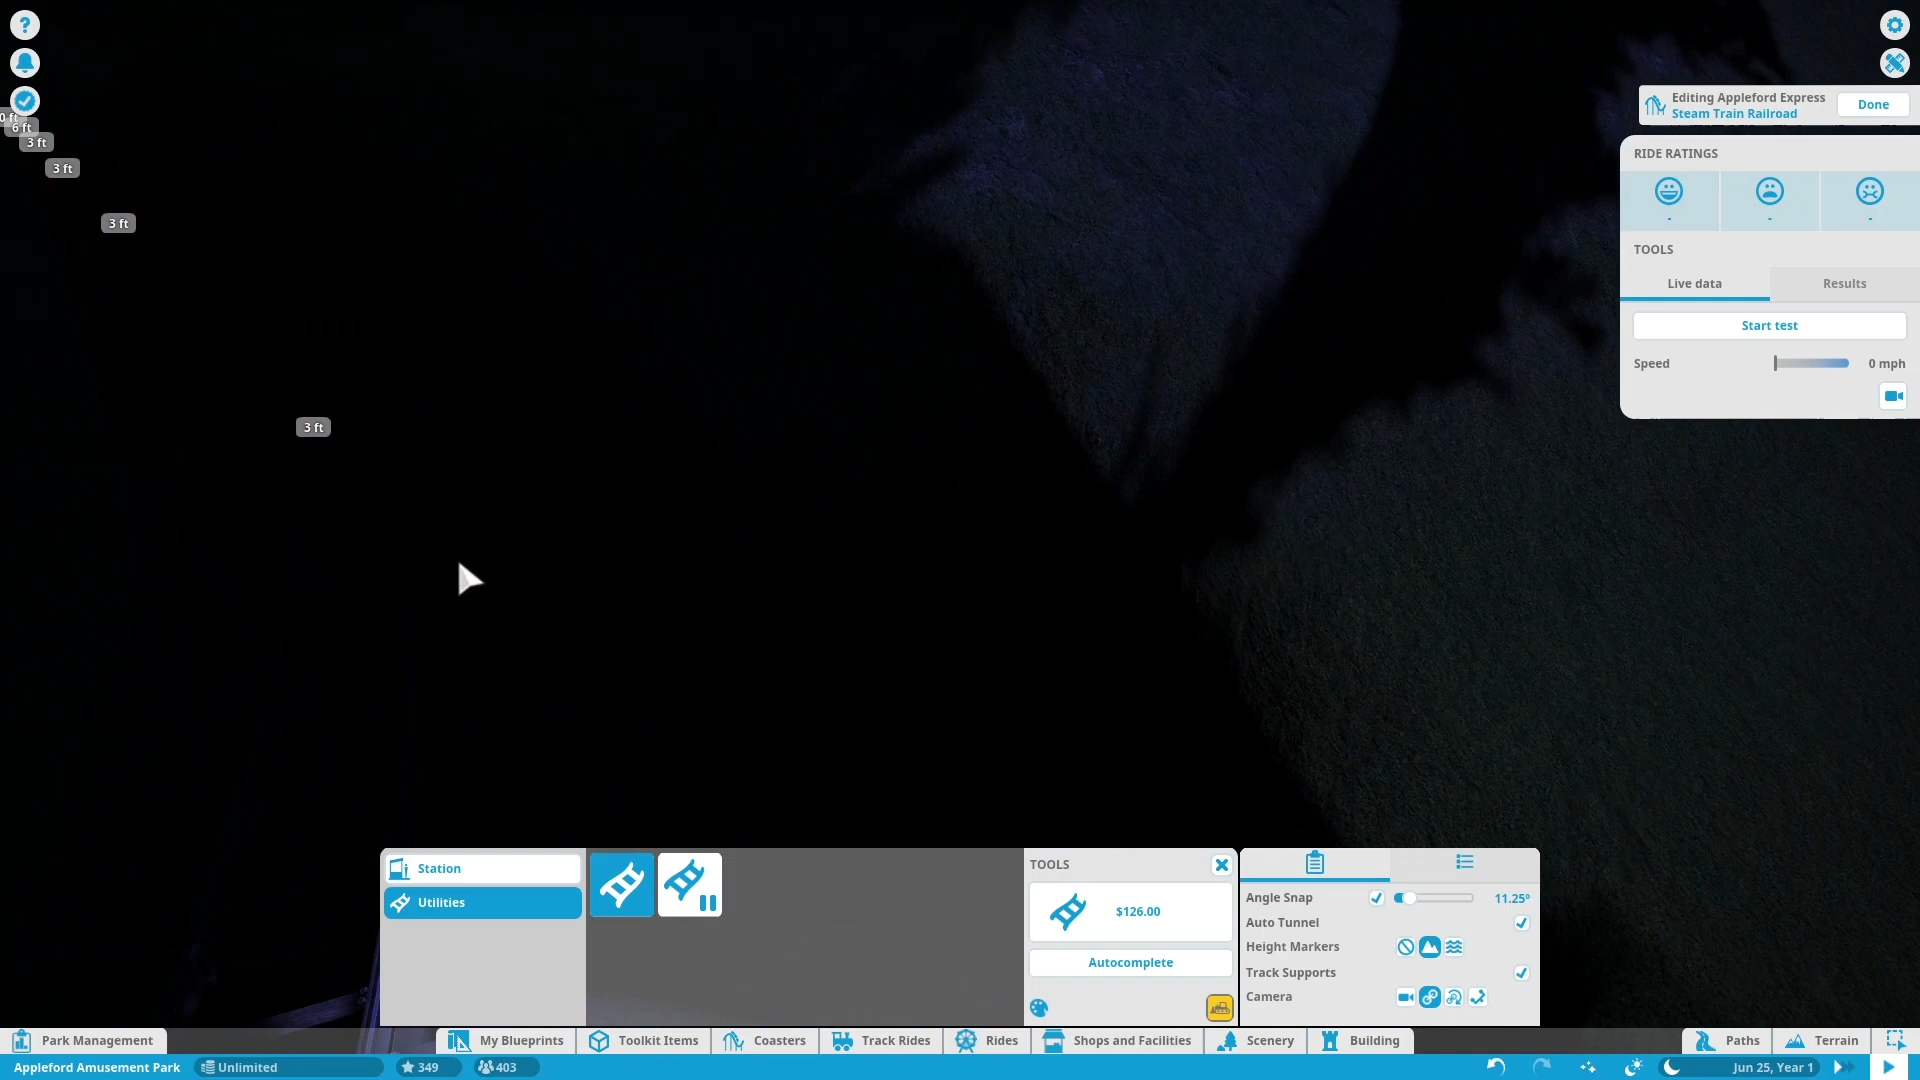 ?
0 ft
6 ft
3 ft
3 ft
3 ft
3 ft
Editing Appleford Express
Steam Train Railroad
Done
RIDE RATINGS
-
-
-
TOOLS
Live data
Results
Start test
Speed
0 mph
Station
Utilities
TOOLS
$126.00
Autocomplete
Angle Snap
11.25°
Auto Tunnel
Height Markers
Track Supports
Camera
Park Management
My Blueprints
Toolkit Items
Coasters
Track Rides
Rides
Shops and Facilities
Scenery
Building
Paths
Terrain
Appleford Amusement Park
Unlimited
349
403
Jun 25, Year 1